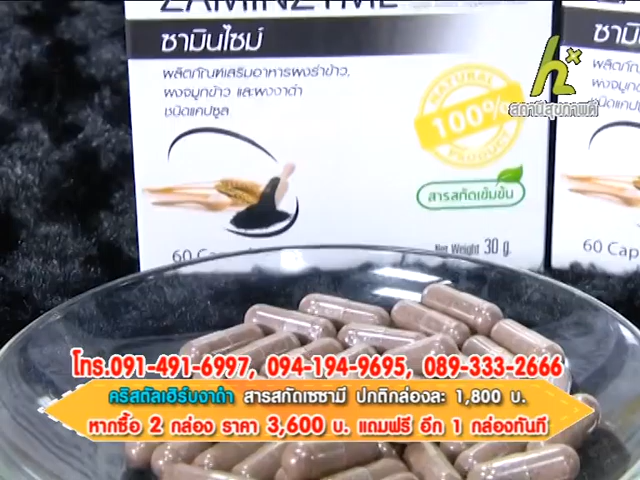 ZAMINZYME
ซามินไซม์
ผลิตภัณฑ์เสริมอาหารผงรำข้าว,
ผงจมูกข้าว และผงงาดำ
ชนิดแคปซูล
NATURAL
100%
PRODUCT
สารสกัดเข้มข้น
Net Weight 30 g.
60 Cap
h+
สถานีสุขภาพดี
ซามิ
ผลิตภัณ
60 Cap
โทร.091-491-6997, 094-194-9695, 089-333-2666
คริสตัลเฮิร์บงาดำ สารสกัดเซซามี ปกติกล่องละ 1,800 บ.
หากซื้อ 2 กล่อง ราคา 3,600 บ. แถมฟรี อีก 1 กล่องทันที